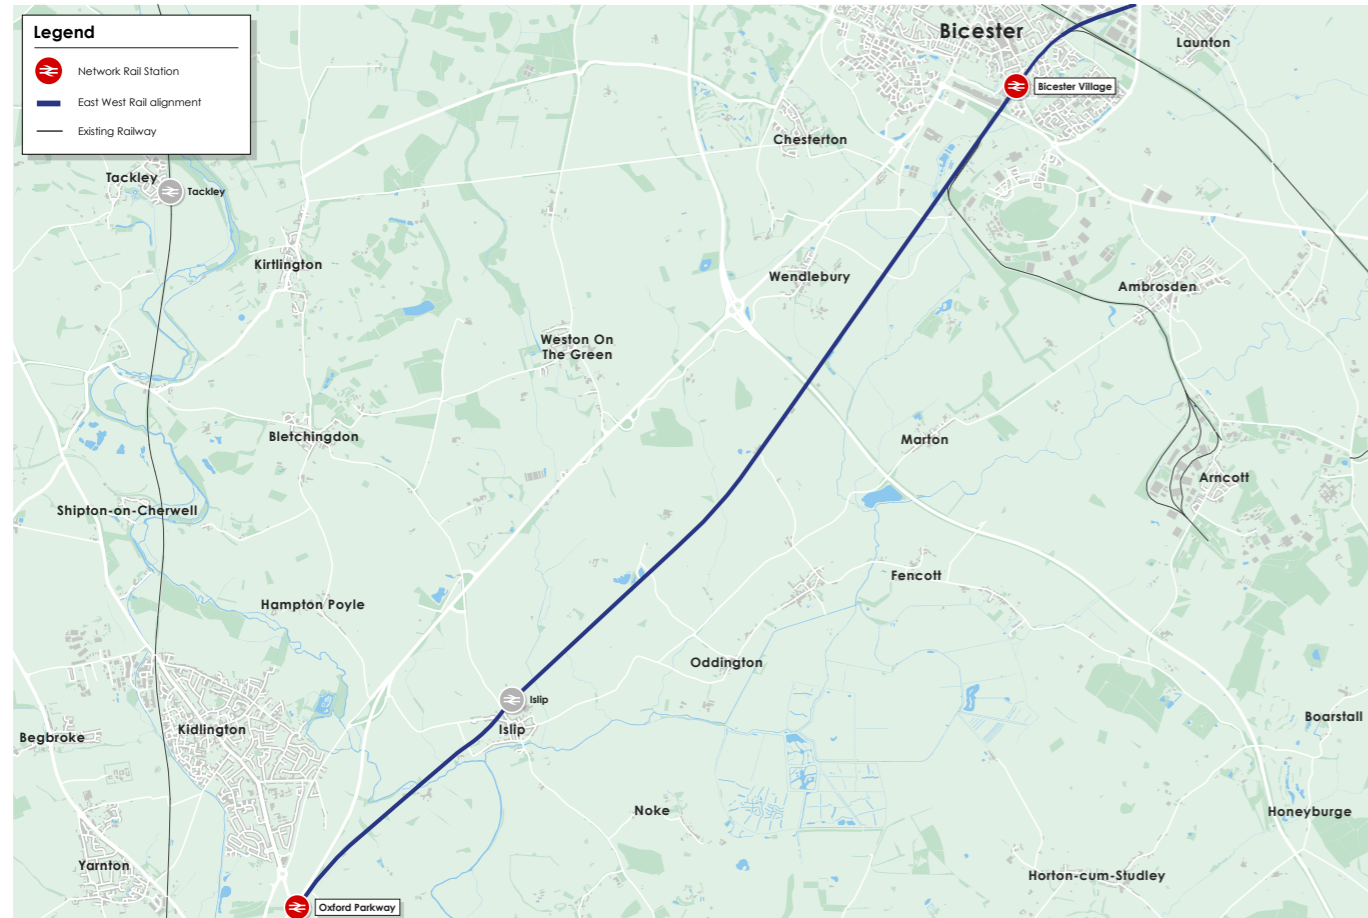 Legend
Network Rail Station
East West Rail alignment
Existing Railway
Bicester
Launton
Bicester Village
Chesterton
Tackley
Tackley
Kirtlington
Wendlebury
Ambrosden
Weston On
The Green
Bletchingdon
Marton
Arncott
Shipton-on-Cherwell
Fencott
Hampton Poyle
Oddington
Islip
Islip
Kidlington
Begbroke
Boarstall
Noke
Honeyburge
Yarnton
Horton-cum-Studley
Oxford Parkway